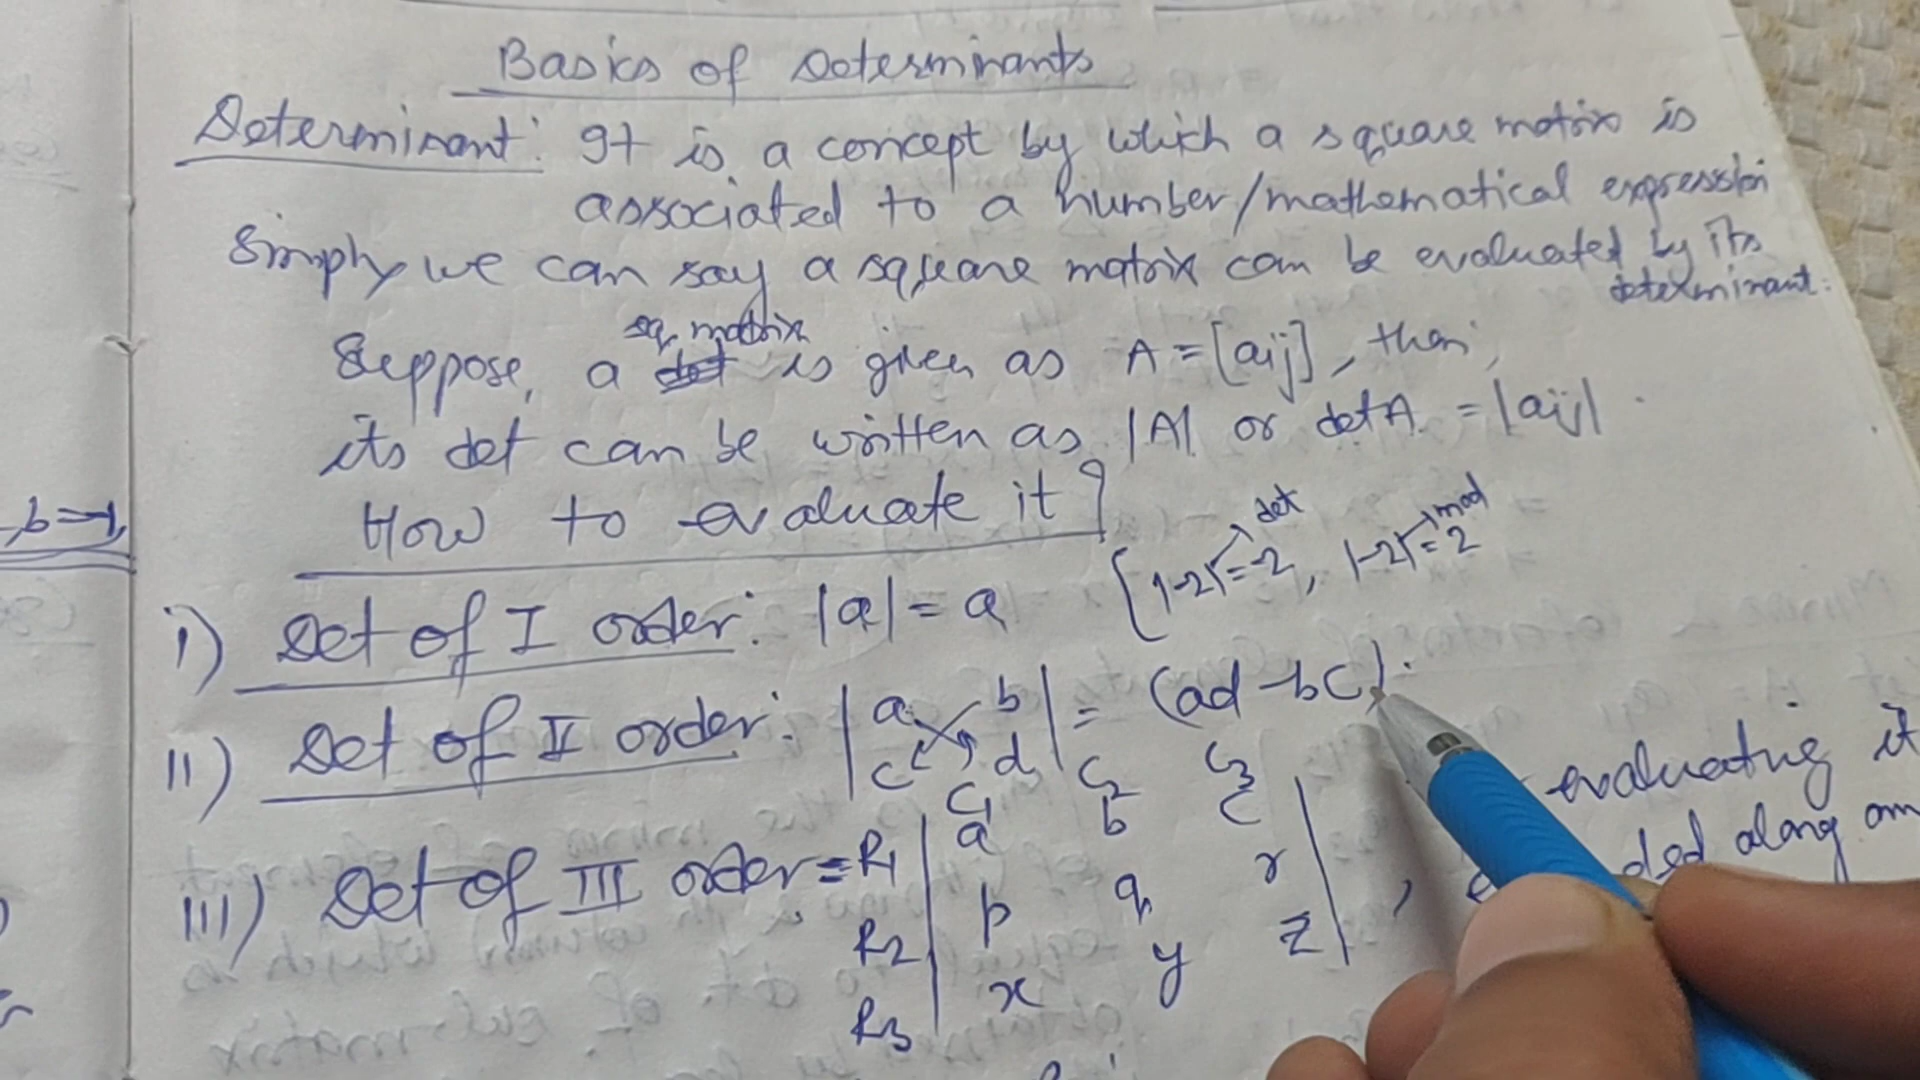 Basics of Determinants
Determinant: It is a concept by which a square matrix is
associated to a number/mathematical expression
Simply we can say a square matrix can be evaluated by its
determinant.
sq. matrix
Suppose, a is given as A = [aij], then,
its det can be written as |A| or det A = |aij|.
How to evaluate it?
det mod
i) Det of I order: |a| = a [|-2| = -2, |-2| = 2
ii) Det of II order: |a b| = (ad - bc).
c d
C1 C2 C3
iii) Det of III order = R1 | a b c | , evaluating it
R2 p q r ded along
R3 x y z
-b=-1,